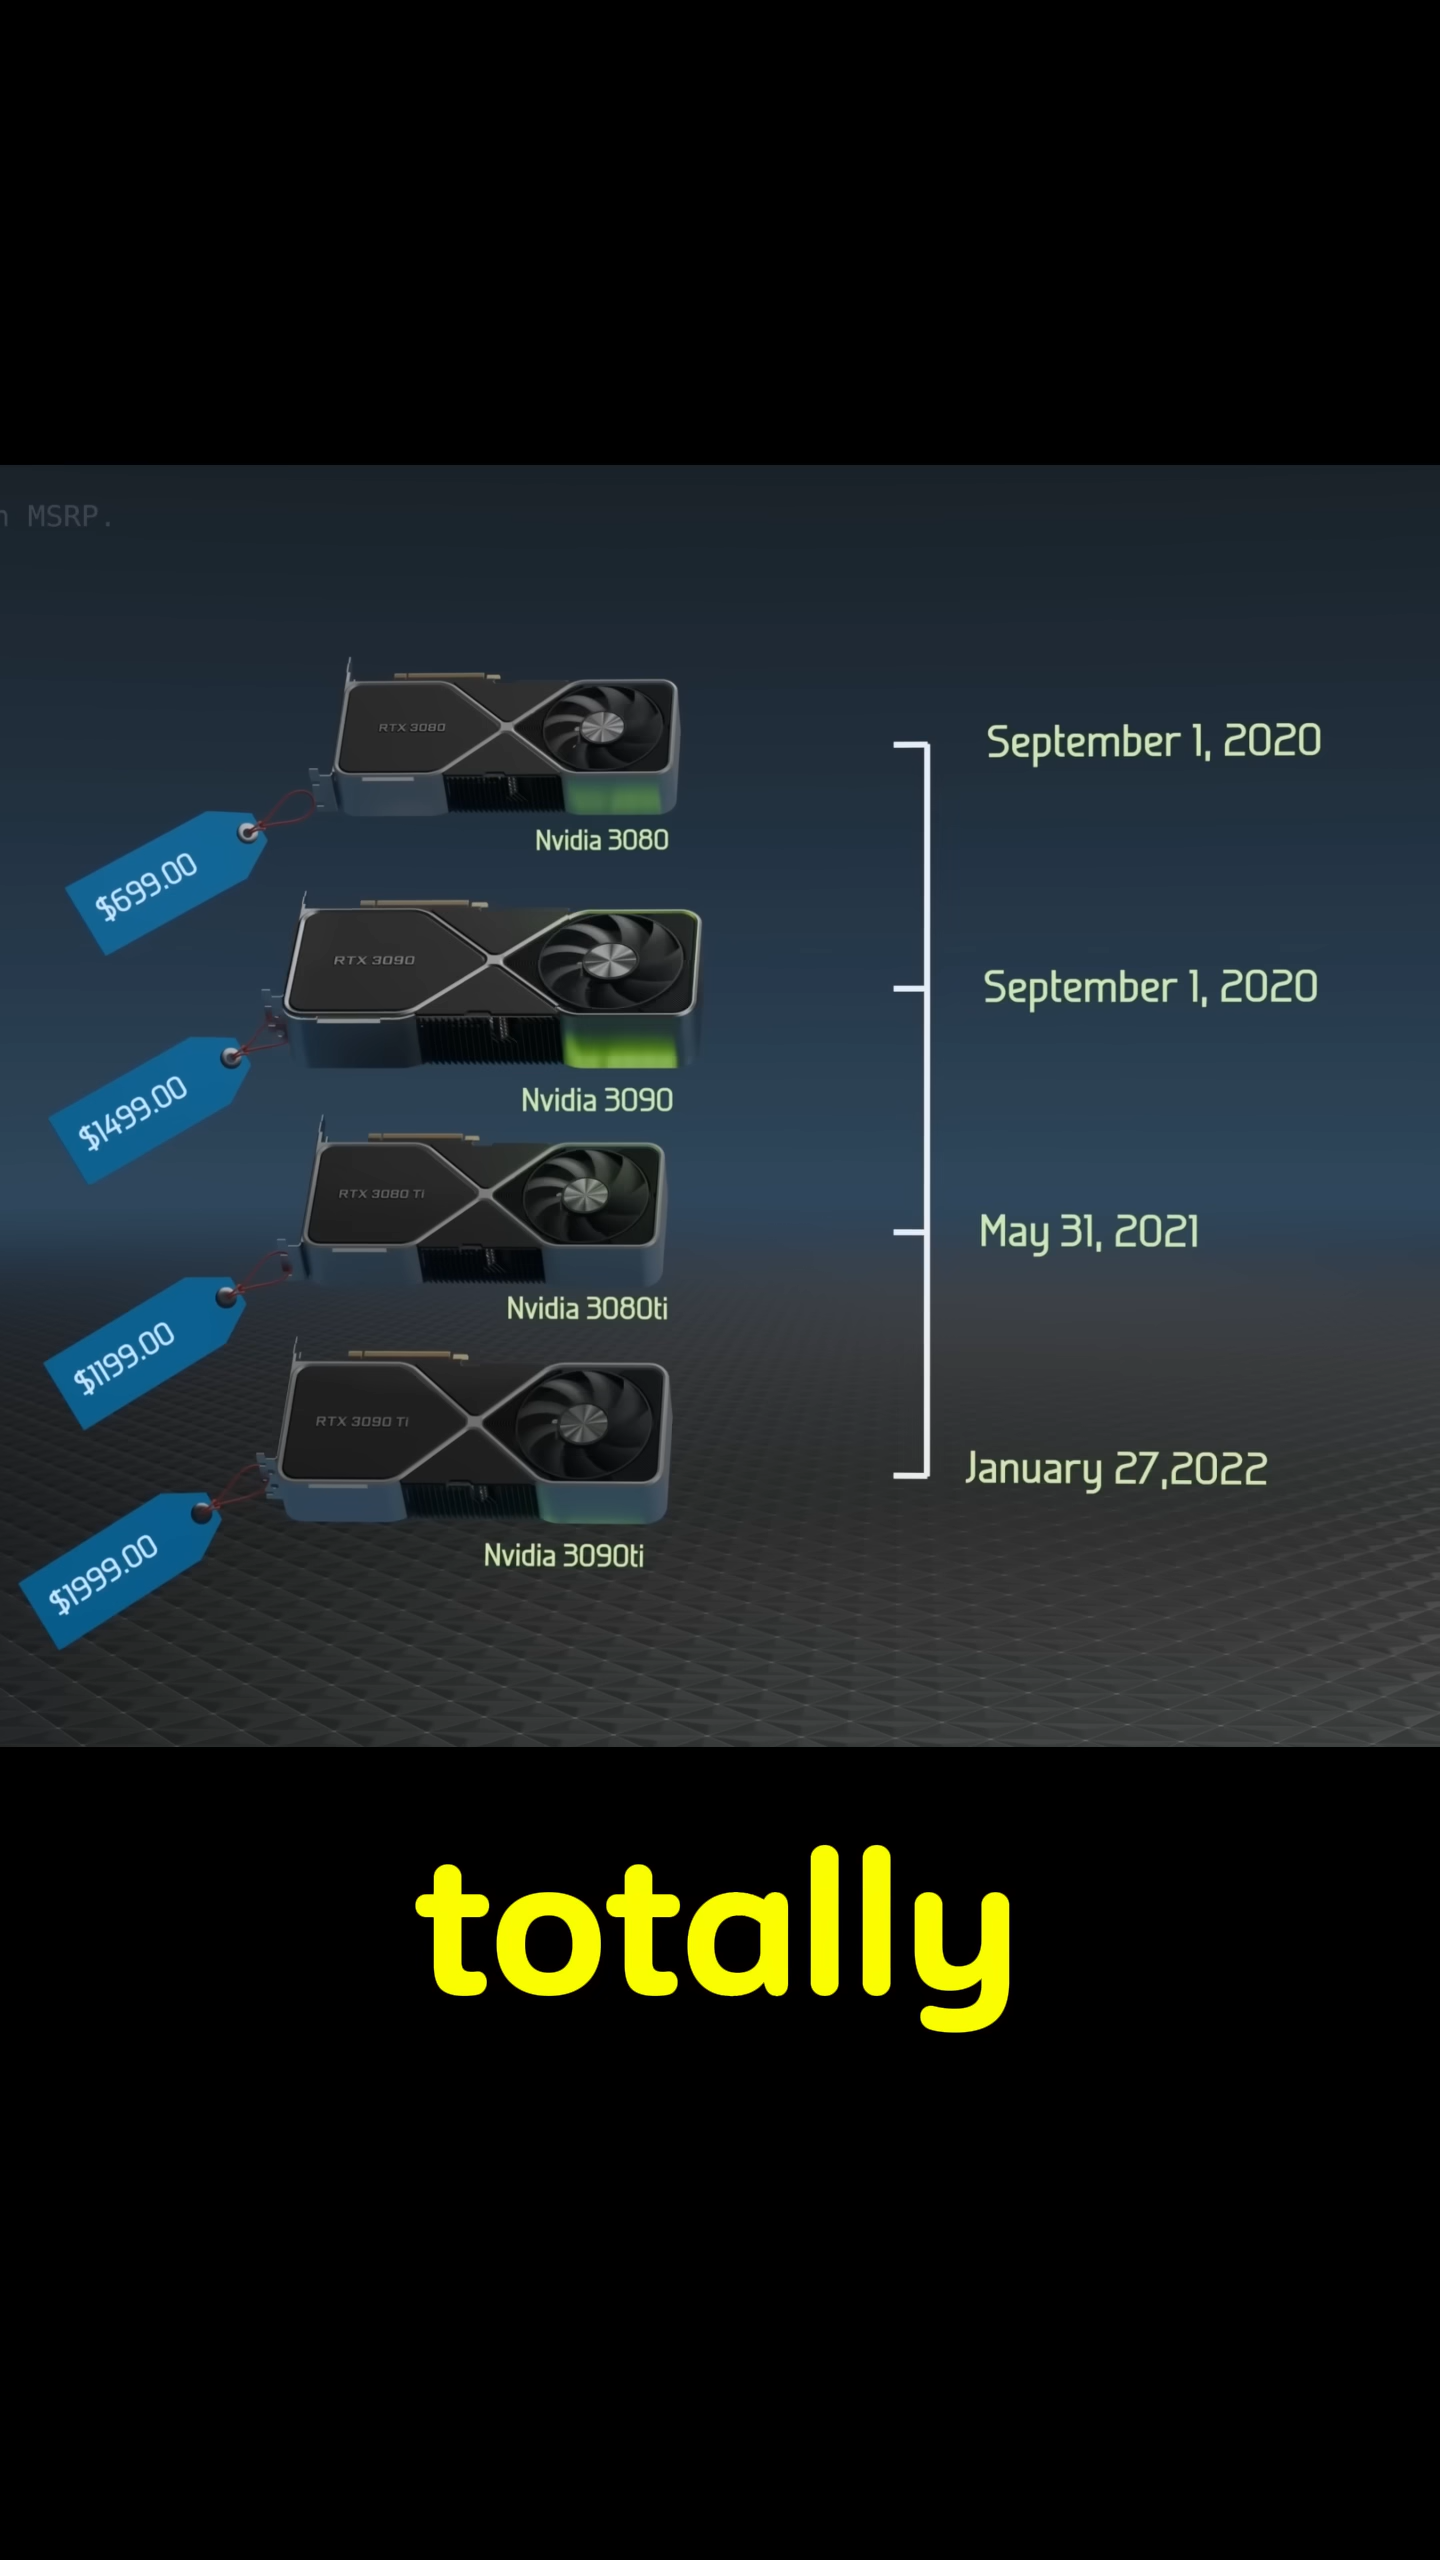 MSRP.
RTX 3080
September 1, 2020
Nvidia 3080
$699.00
RTX 3090
September 1, 2020
Nvidia 3090
$1499.00
RTX 3080 Ti
May 31, 2021
Nvidia 3080ti
$1199.00
RTX 3090 Ti
January 27,2022
Nvidia 3090ti
$1999.00
totally